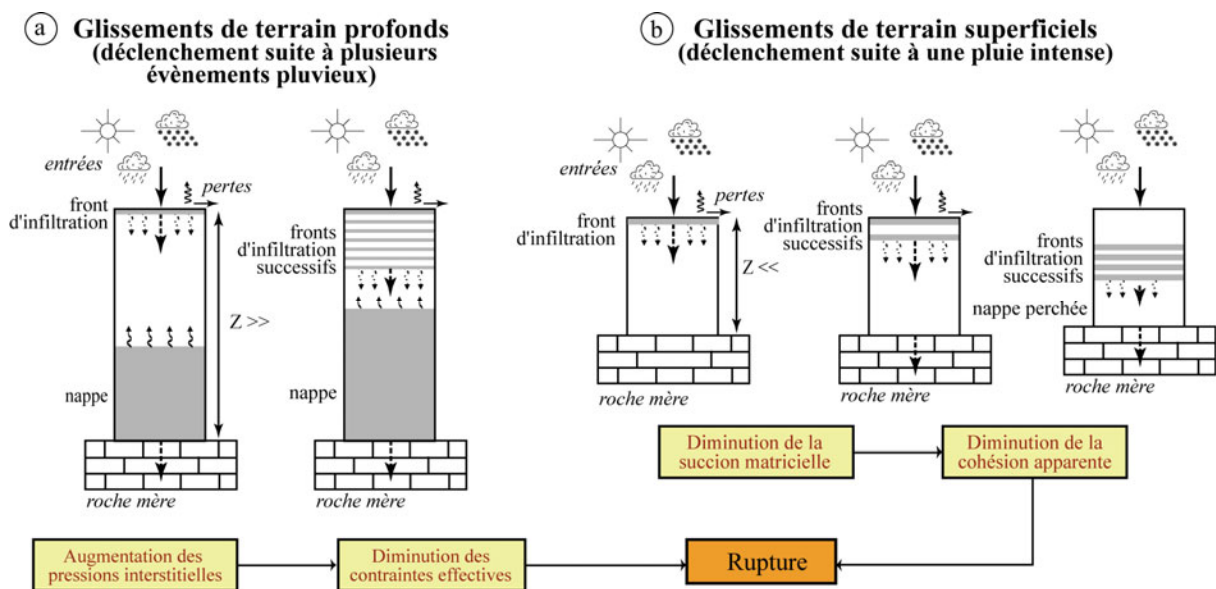 a
Glissements de terrain profonds
(déclenchement suite à plusieurs
évènements pluvieux)
entrées
pertes
front
d'infiltration
Z >>
nappe
roche mère
fronts
d'infiltration
successifs
nappe
roche mère
b
Glissements de terrain superficiels
(déclenchement suite à une pluie intense)
entrées
pertes
front
d'infiltration
Z <<
roche mère
fronts
d'infiltration
successifs
roche mère
fronts
d'infiltration
successifs
nappe perchée
roche mère
Diminution de la
succion matricielle
Diminution de la
cohésion apparente
Augmentation des
pressions interstitielles
Diminution des
contraintes effectives
Rupture